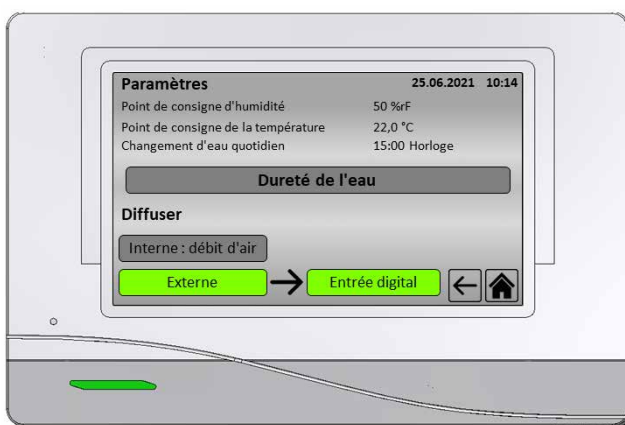 Paramètres 25.06.2021 10:14
Point de consigne d'humidité 50 %rF
Point de consigne de la température 22,0 °C
Changement d'eau quotidien 15:00 Horloge
Dureté de l'eau
Diffuser
Interne : débit d'air
Externe Entrée digital